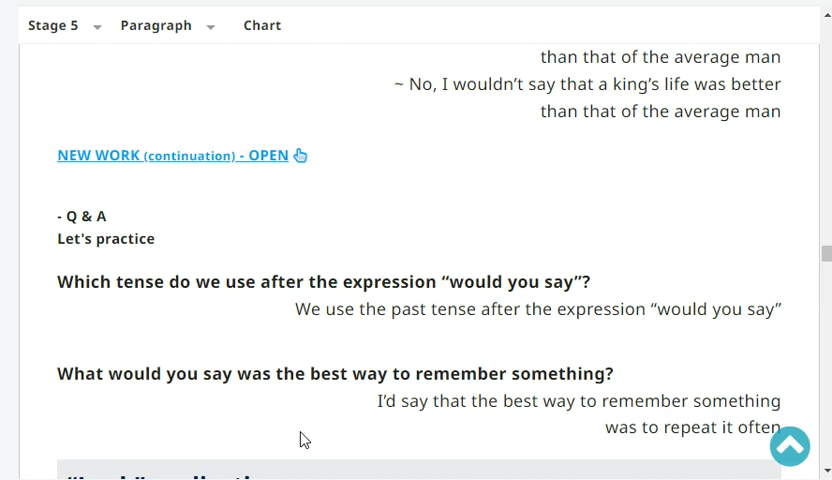 Stage 5 Paragraph Chart
than that of the average man
~ No, I wouldn’t say that a king’s life was better
than that of the average man
NEW WORK (continuation) - OPEN
- Q & A
Let's practice
Which tense do we use after the expression “would you say”?
We use the past tense after the expression “would you say”
What would you say was the best way to remember something?
I’d say that the best way to remember something
was to repeat it often